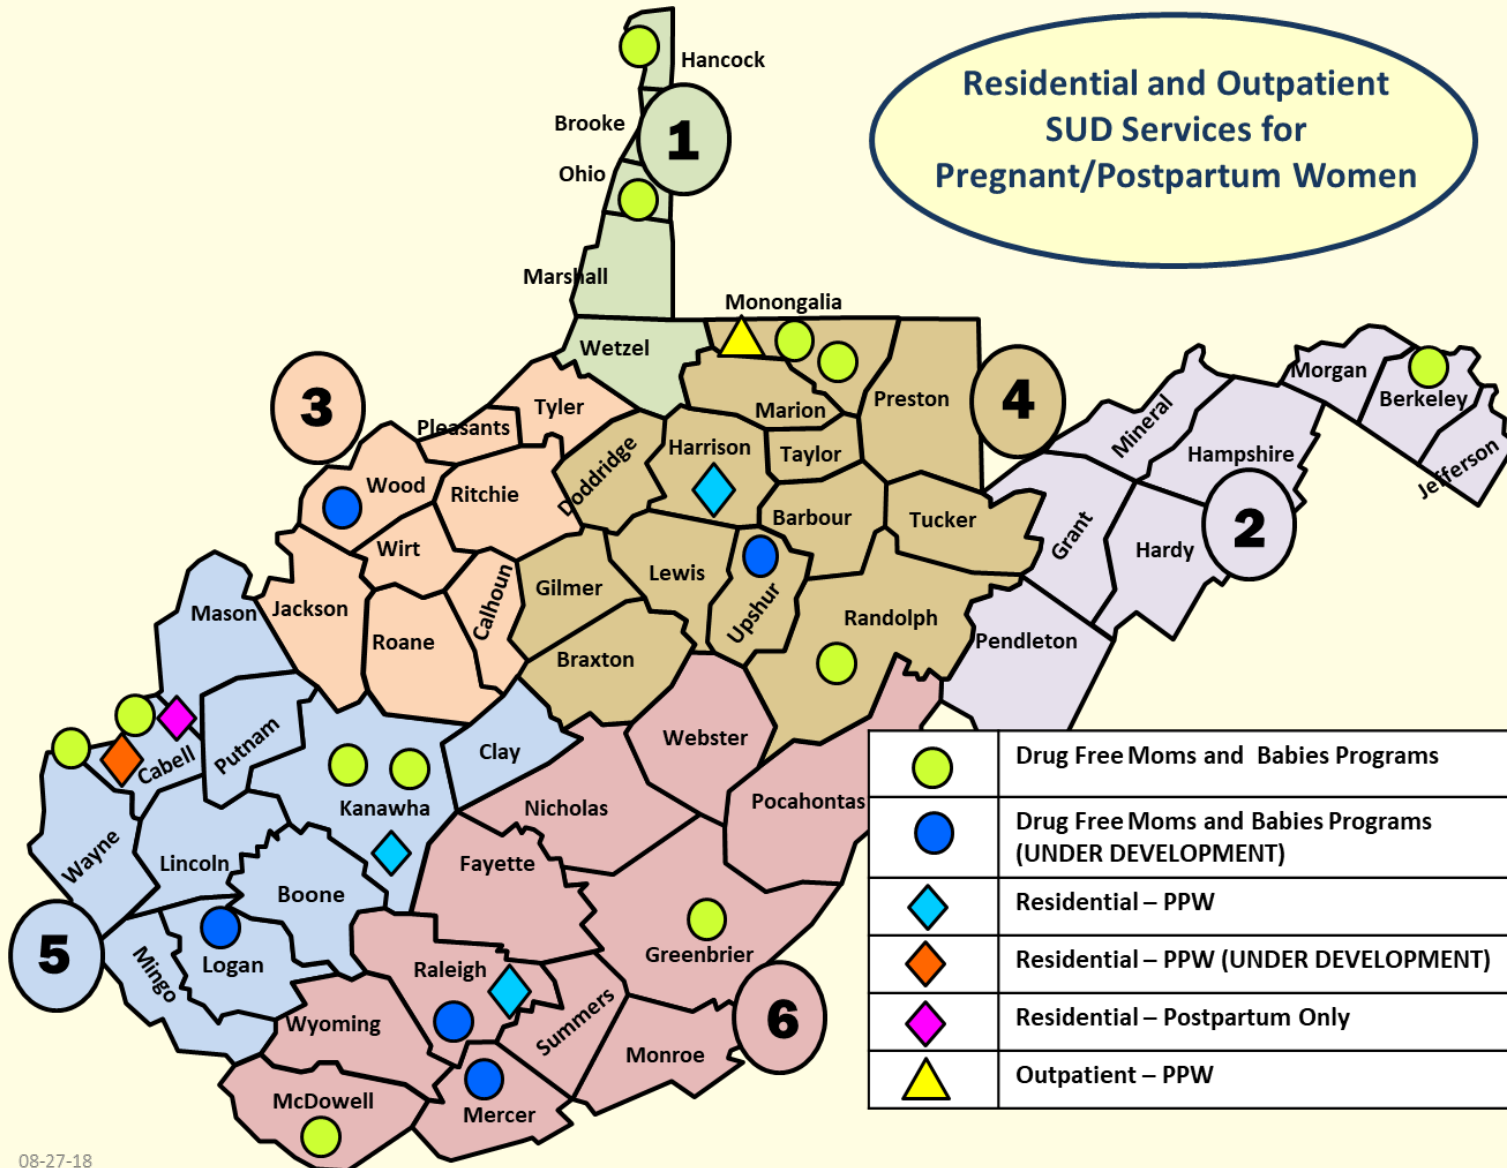 Residential and Outpatient
SUD Services for
Pregnant/Postpartum Women
Hancock
Brooke
1
Ohio
Marshall
Monongalia
Wetzel
3
Tyler
Pleasants
Marion
Preston
4
Morgan
Berkeley
Mineral
Hampshire
Jefferson
Wood
Ritchie
Doddridge
Harrison
Taylor
Barbour
Tucker
Grant
Hardy
2
Wirt
Calhoun
Gilmer
Lewis
Upshur
Randolph
Pendleton
Mason
Jackson
Roane
Braxton
Cabell
Putnam
Kanawha
Clay
Webster
Nicholas
Pocahontas
Wayne
Lincoln
Boone
Fayette
Greenbrier
5
Mingo
Logan
Raleigh
Summers
6
Wyoming
Monroe
McDowell
Mercer
Drug Free Moms and Babies Programs
Drug Free Moms and Babies Programs
(UNDER DEVELOPMENT)
Residential – PPW
Residential – PPW (UNDER DEVELOPMENT)
Residential – Postpartum Only
Outpatient – PPW
08-27-18